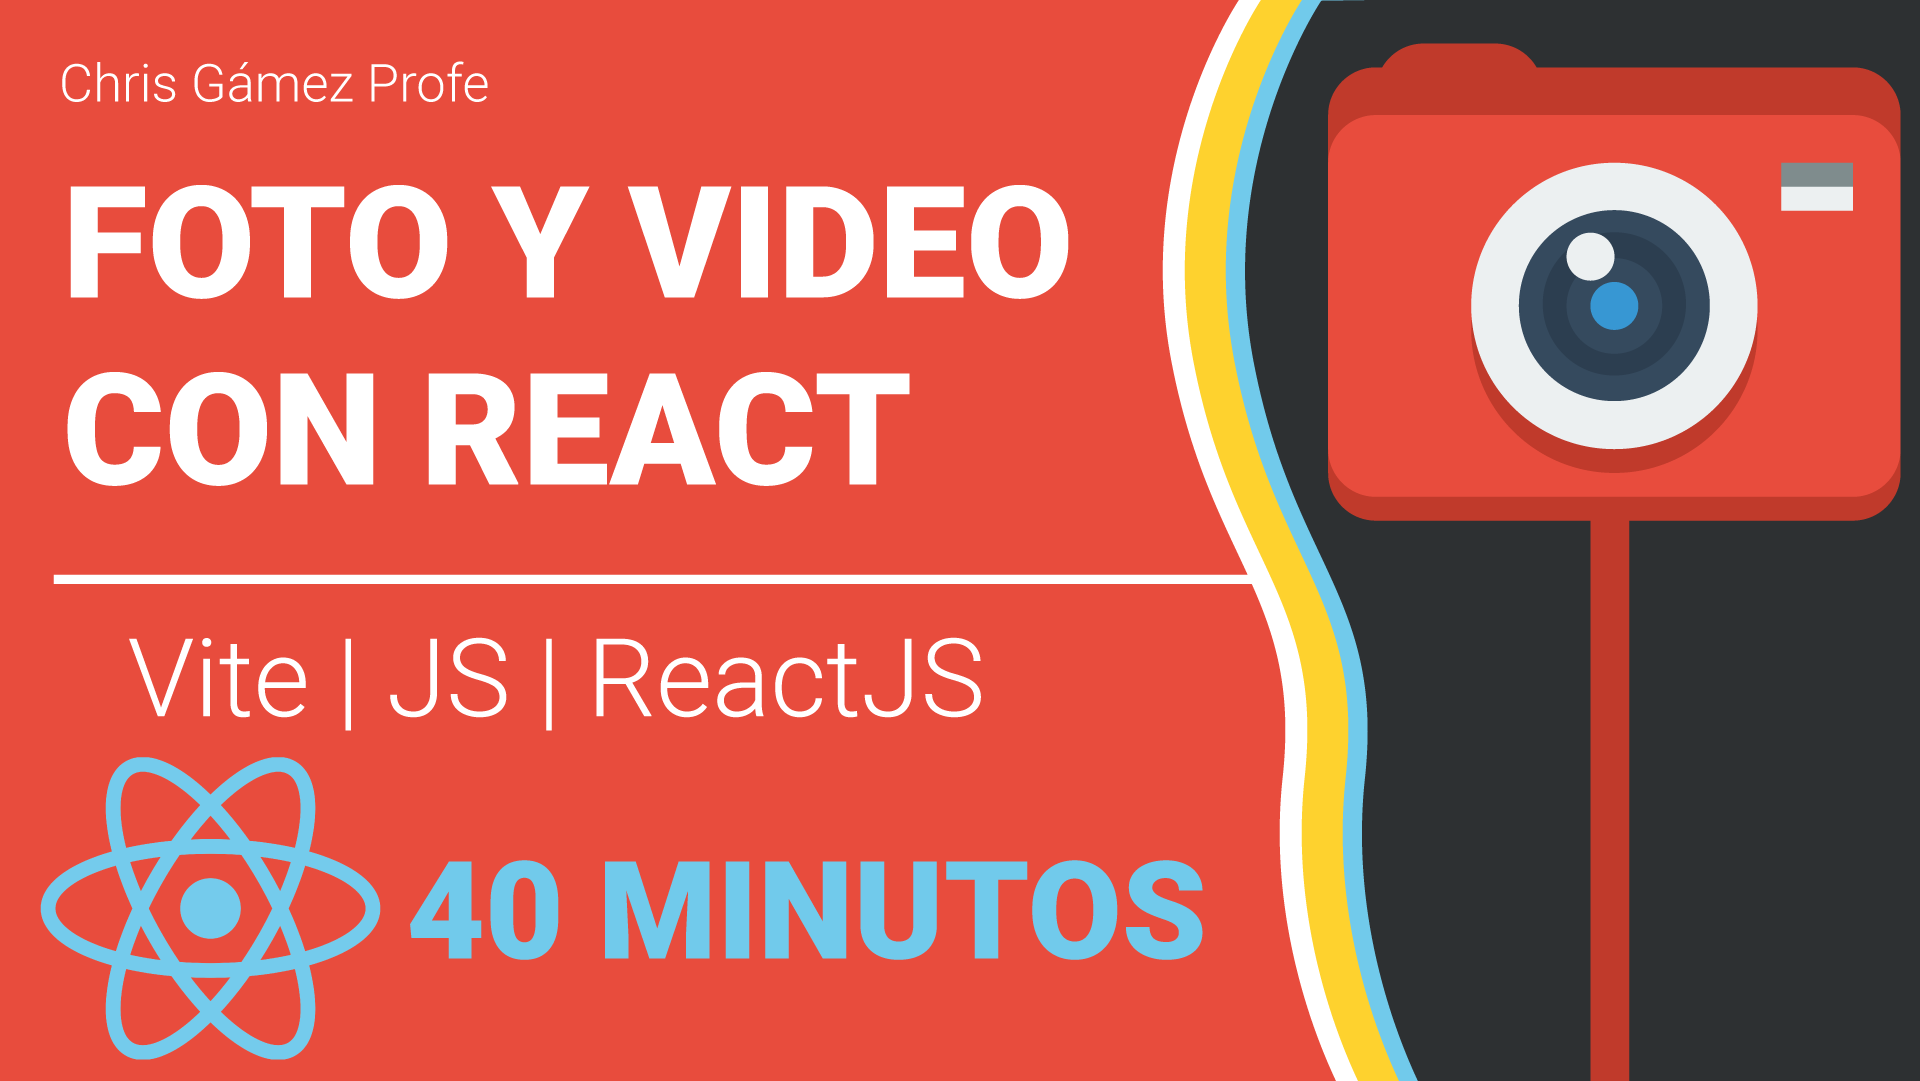 Chris Gámez Profe
FOTO Y VIDEO
CON REACT
Vite | JS | ReactJS
40 MINUTOS